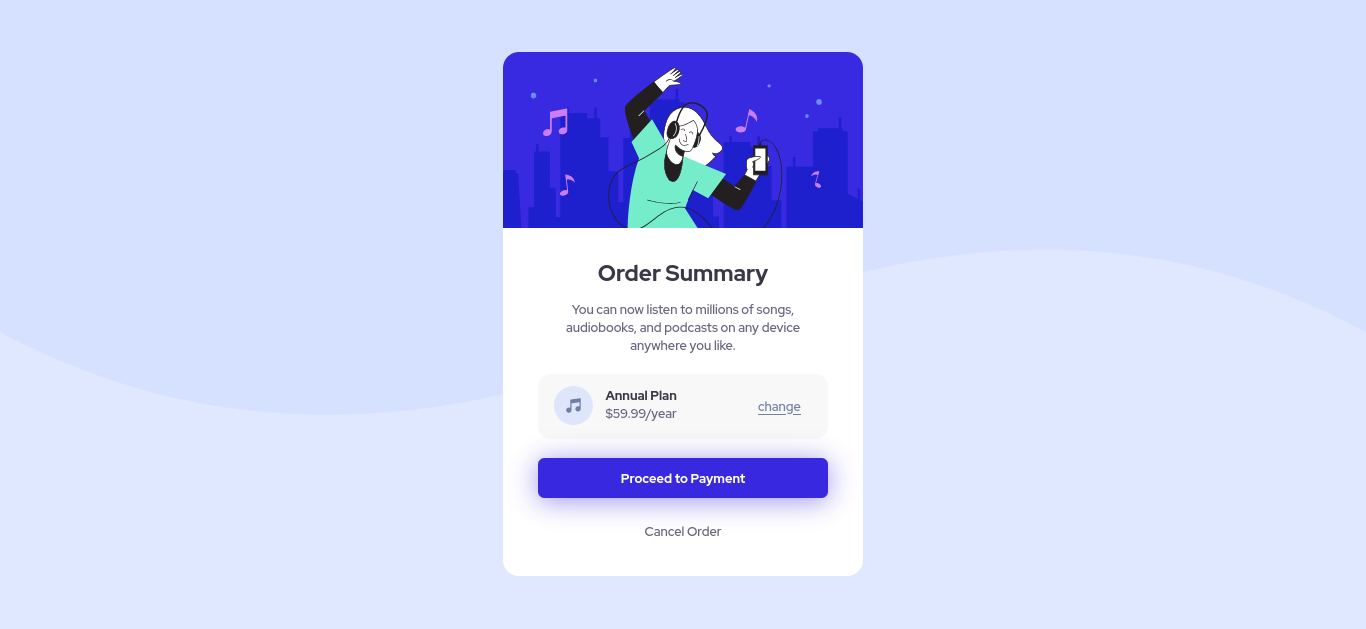 Order Summary
You can now listen to millions of songs,
audiobooks, and podcasts on any device
anywhere you like.
Annual Plan
$59.99/year
change
Proceed to Payment
Cancel Order